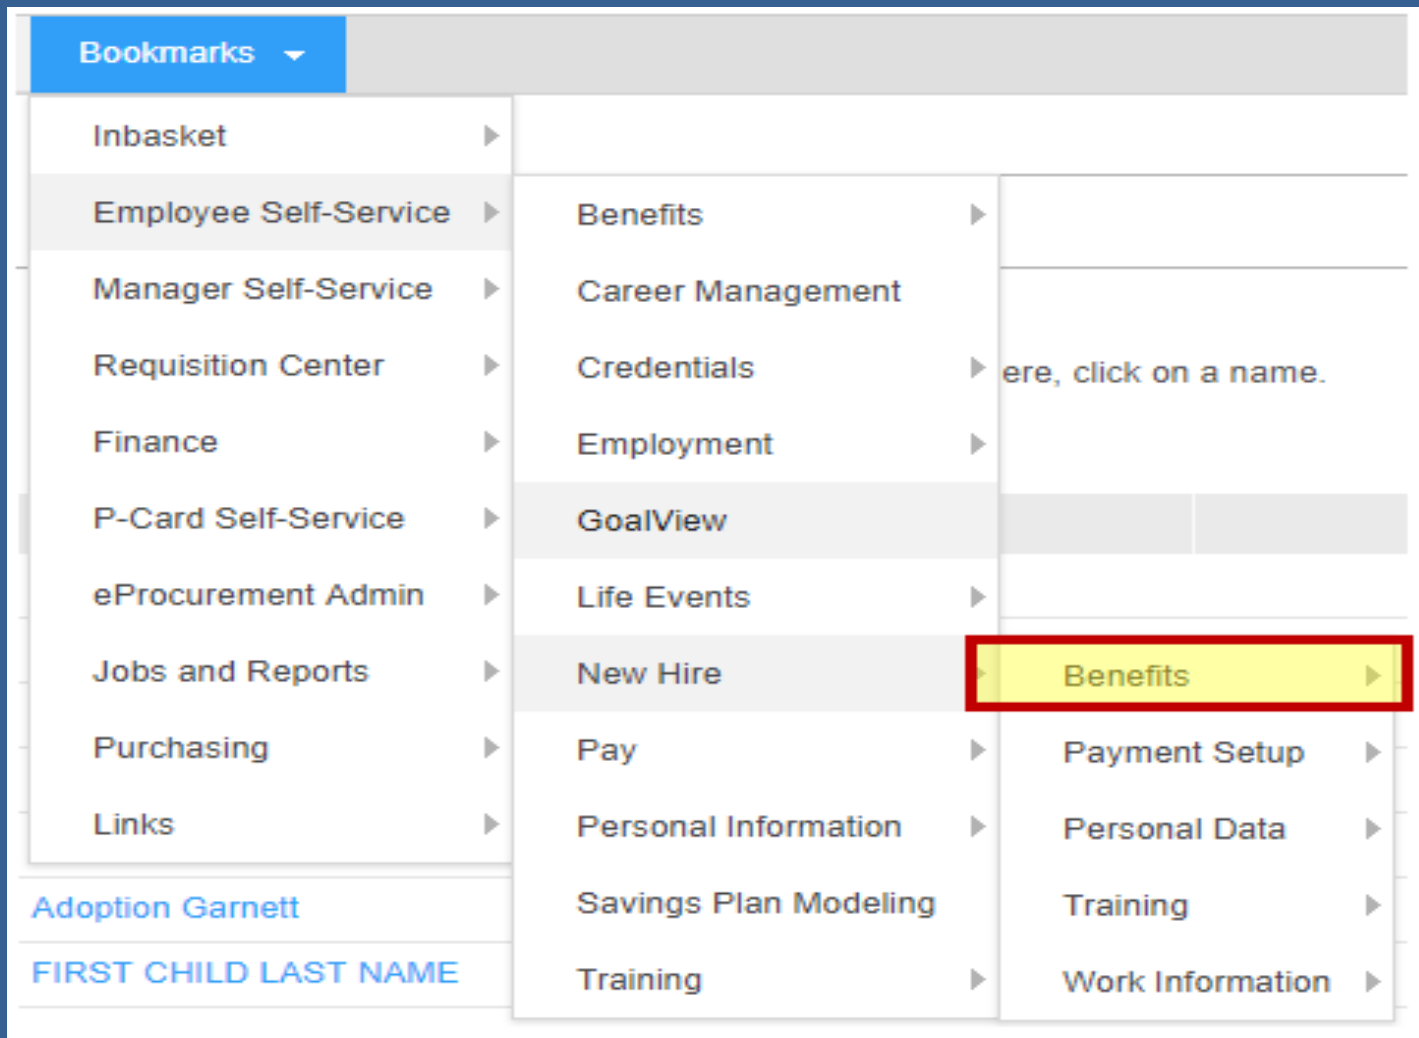 Bookmarks
Inbasket
Employee Self-Service
Manager Self-Service
Requisition Center
Finance
P-Card Self-Service
eProcurement Admin
Jobs and Reports
Purchasing
Links
Benefits
Career Management
Credentials
Employment
GoalView
Life Events
New Hire
Pay
Personal Information
Savings Plan Modeling
Training
Benefits
Payment Setup
Personal Data
Training
Work Information
ere, click on a name.
Adoption Garnett
FIRST CHILD LAST NAME